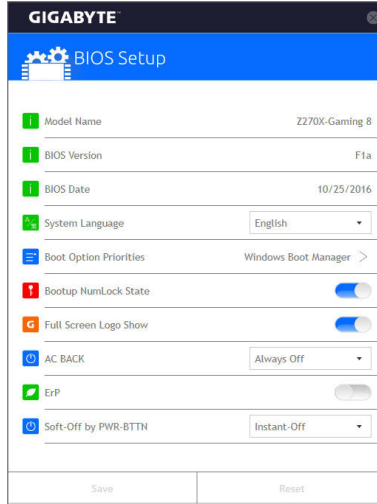 GIGABYTE™
BIOS Setup
Model Name Z270X-Gaming 8
BIOS Version F1a
BIOS Date 10/25/2016
System Language English
Boot Option Priorities Windows Boot Manager >
Bootup NumLock State
Full Screen Logo Show
AC BACK Always Off
ErP
Soft-Off by PWR-BTTN Instant-Off
Save Reset